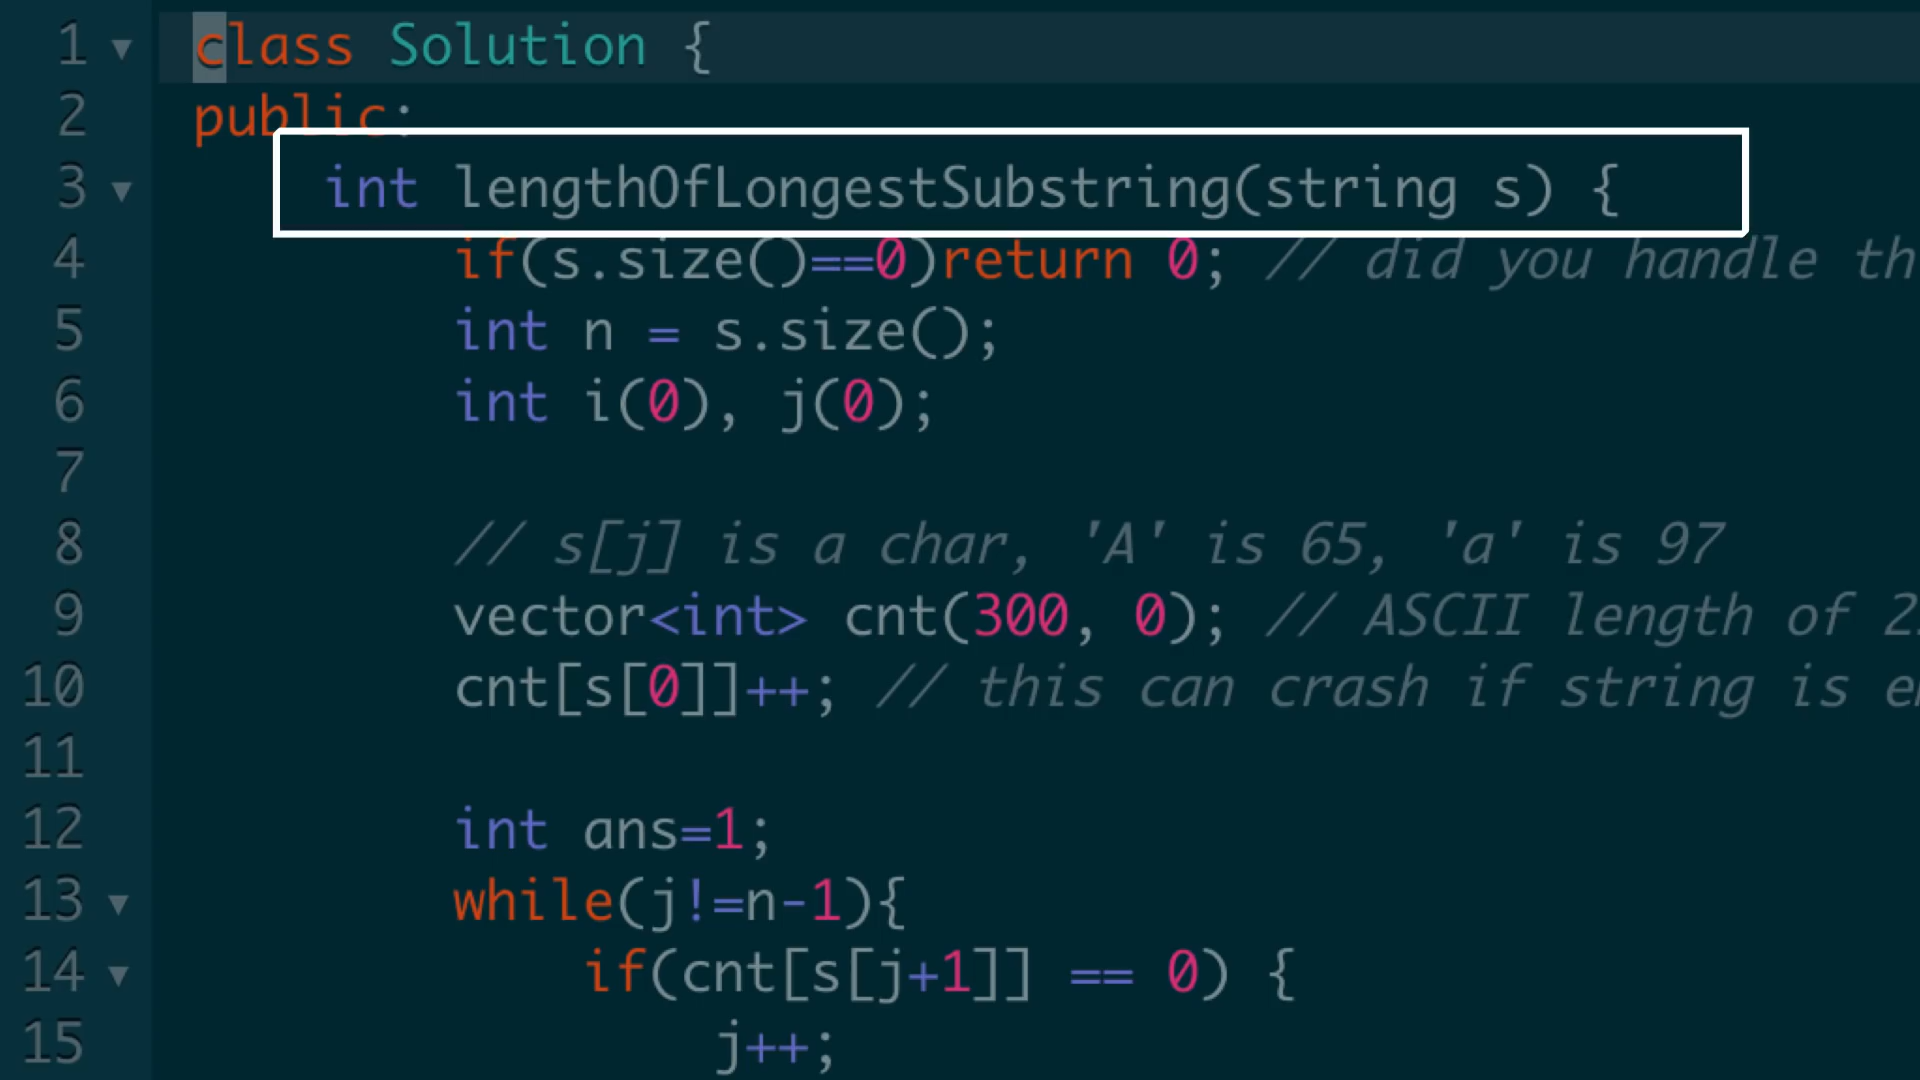 1 class Solution {
2 public:
3 int lengthOfLongestSubstring(string s) {
4 if(s.size()==0)return 0; // did you handle
5 int n = s.size();
6 int i(0), j(0);
7
8 // s[j] is a char, 'A' is 65, 'a' is 97
9 vector<int> cnt(300, 0); // ASCII length of
10 cnt[s[0]]++; // this can crash if string is
11
12 int ans=1;
13 while(j!=n-1){
14 if(cnt[s[j+1]] == 0) {
15 j++;